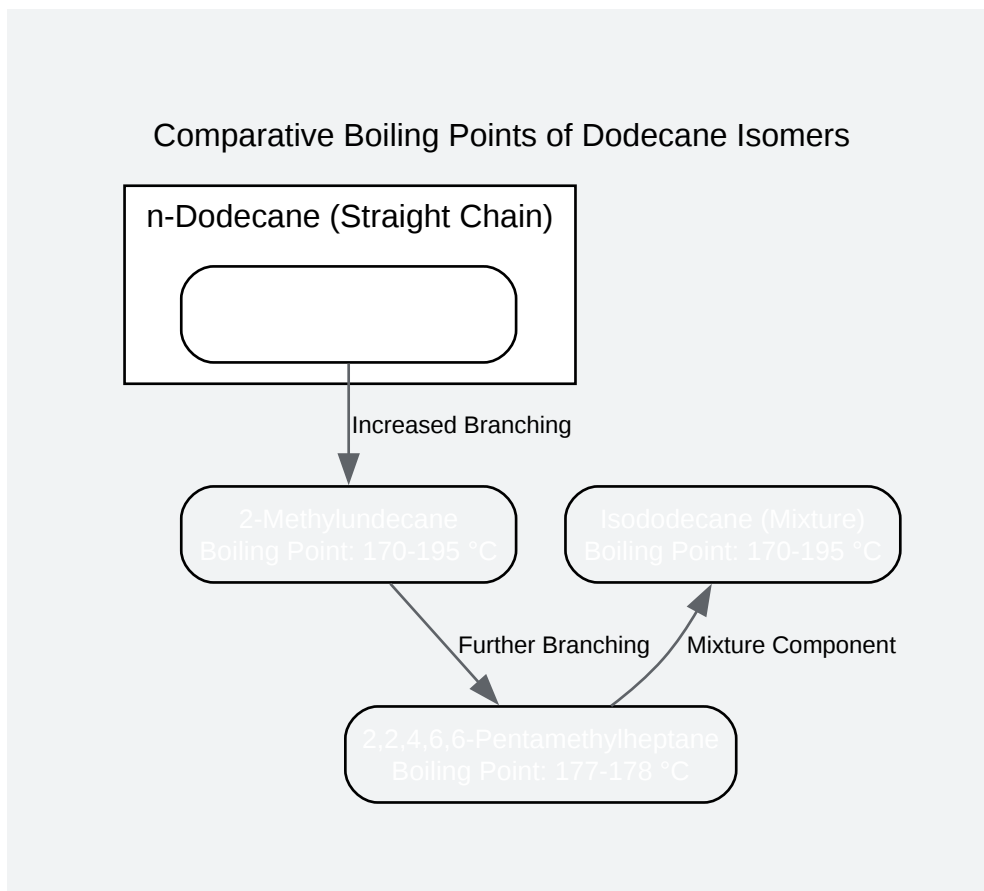 Comparative Boiling Points of Dodecane Isomers
n-Dodecane (Straight Chain)
Increased Branching
2-Methylundecane
Boiling Point: 170-195 °C
Isododecane (Mixture)
Boiling Point: 170-195 °C
Further Branching
Mixture Component
2,2,4,6,6-Pentamethylheptane
Boiling Point: 177-178 °C